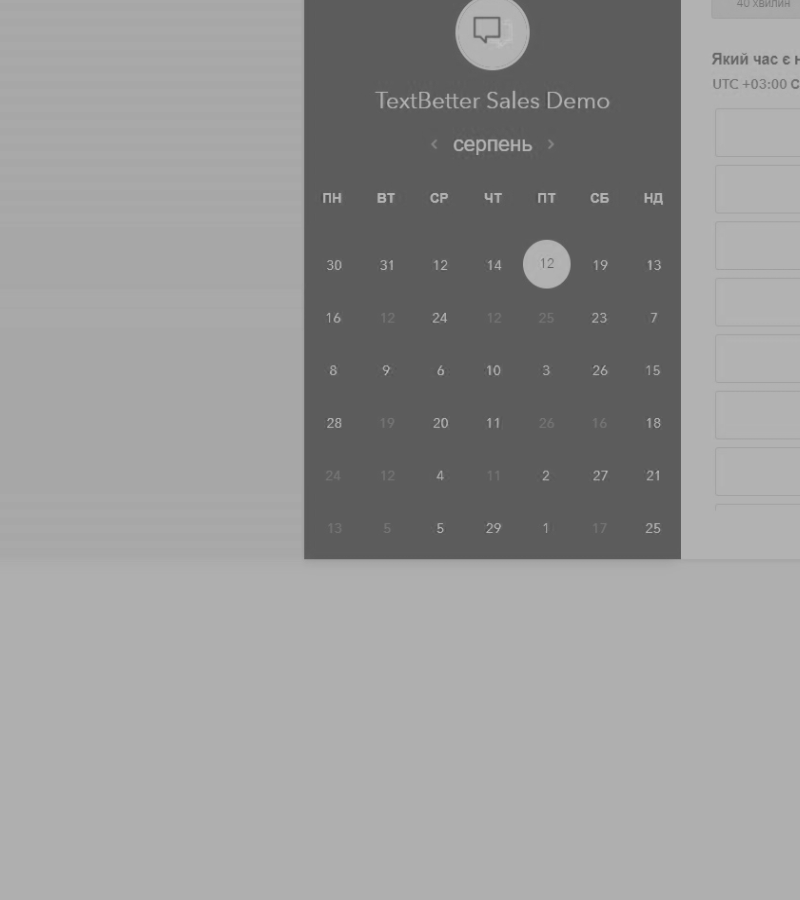 40 хвилин
Який час є н
UTC +03:00 С
TextBetter Sales Demo
серпень
ПН ВТ СР ЧТ ПТ СБ НД
30 31 12 14 12 19 13
16 12 24 12 25 23 7
8 9 6 10 3 26 15
28 19 20 11 26 16 18
24 12 4 11 2 27 21
13 5 5 29 1 17 25